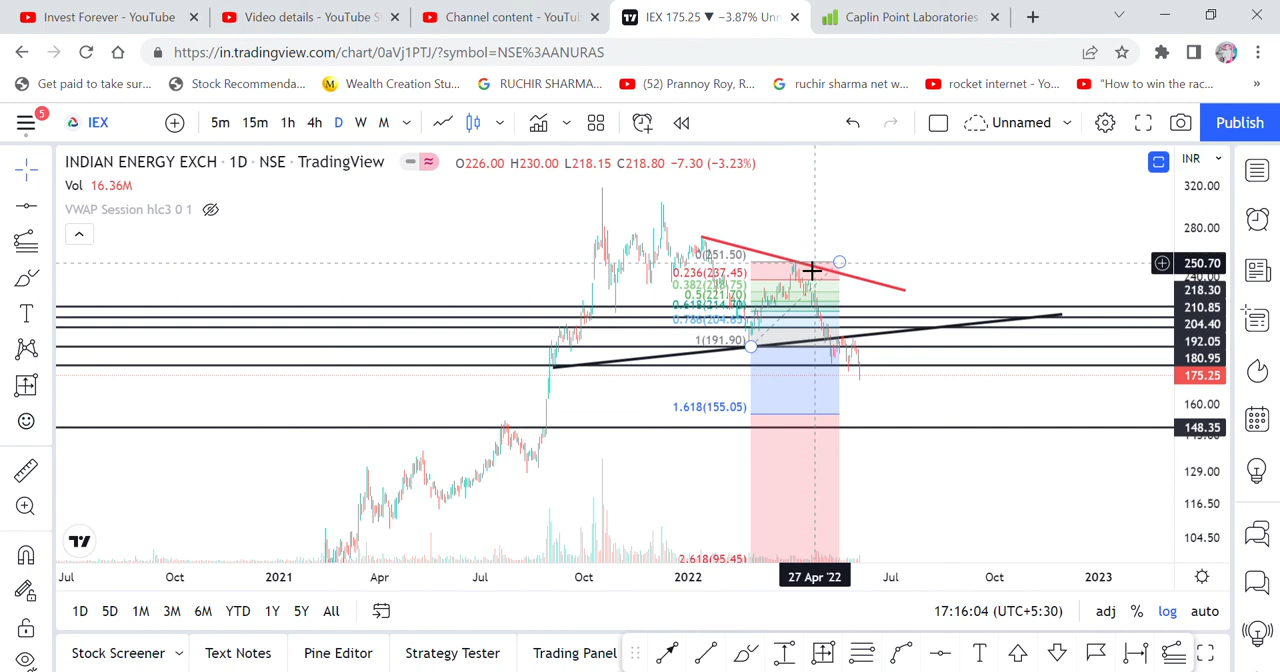 Invest Forever - YouTube
Video details - YouTube S
Channel content - YouTu
IEX 175.25 ▼ −3.87% Unn
Caplin Point Laboratories
https://in.tradingview.com/chart/0aVj1PTJ/?symbol=NSE%3AANURAS
Get paid to take sur...
Stock Recommenda...
Wealth Creation Stu...
RUCHIR SHARMA...
(52) Prannoy Roy, R...
ruchir sharma net w...
rocket internet - Yo...
"How to win the rac...
»
5
IEX
5m 15m 1h 4h D W M
Unnamed
Publish
INDIAN ENERGY EXCH · 1D · NSE · TradingView
O226.00 H230.00 L218.15 C218.80 −7.30 (−3.23%)
INR
Vol 16.36M
VWAP Session hlc3 0 1
320.00
280.00
250.70
218.30
210.85
204.40
192.05
180.95
175.25
160.00
148.35
129.00
116.50
104.50
0(251.50)
0.236(237.45)
0.5(221.70)
1(191.90)
1.618(155.05)
2.618(95.45)
Jul Oct 2021 Apr Jul Oct 2022 27 Apr '22 Jul Oct 2023
1D 5D 1M 3M 6M YTD 1Y 5Y All
17:16:04 (UTC+5:30)
adj % log auto
Stock Screener Text Notes Pine Editor Strategy Tester Trading Panel